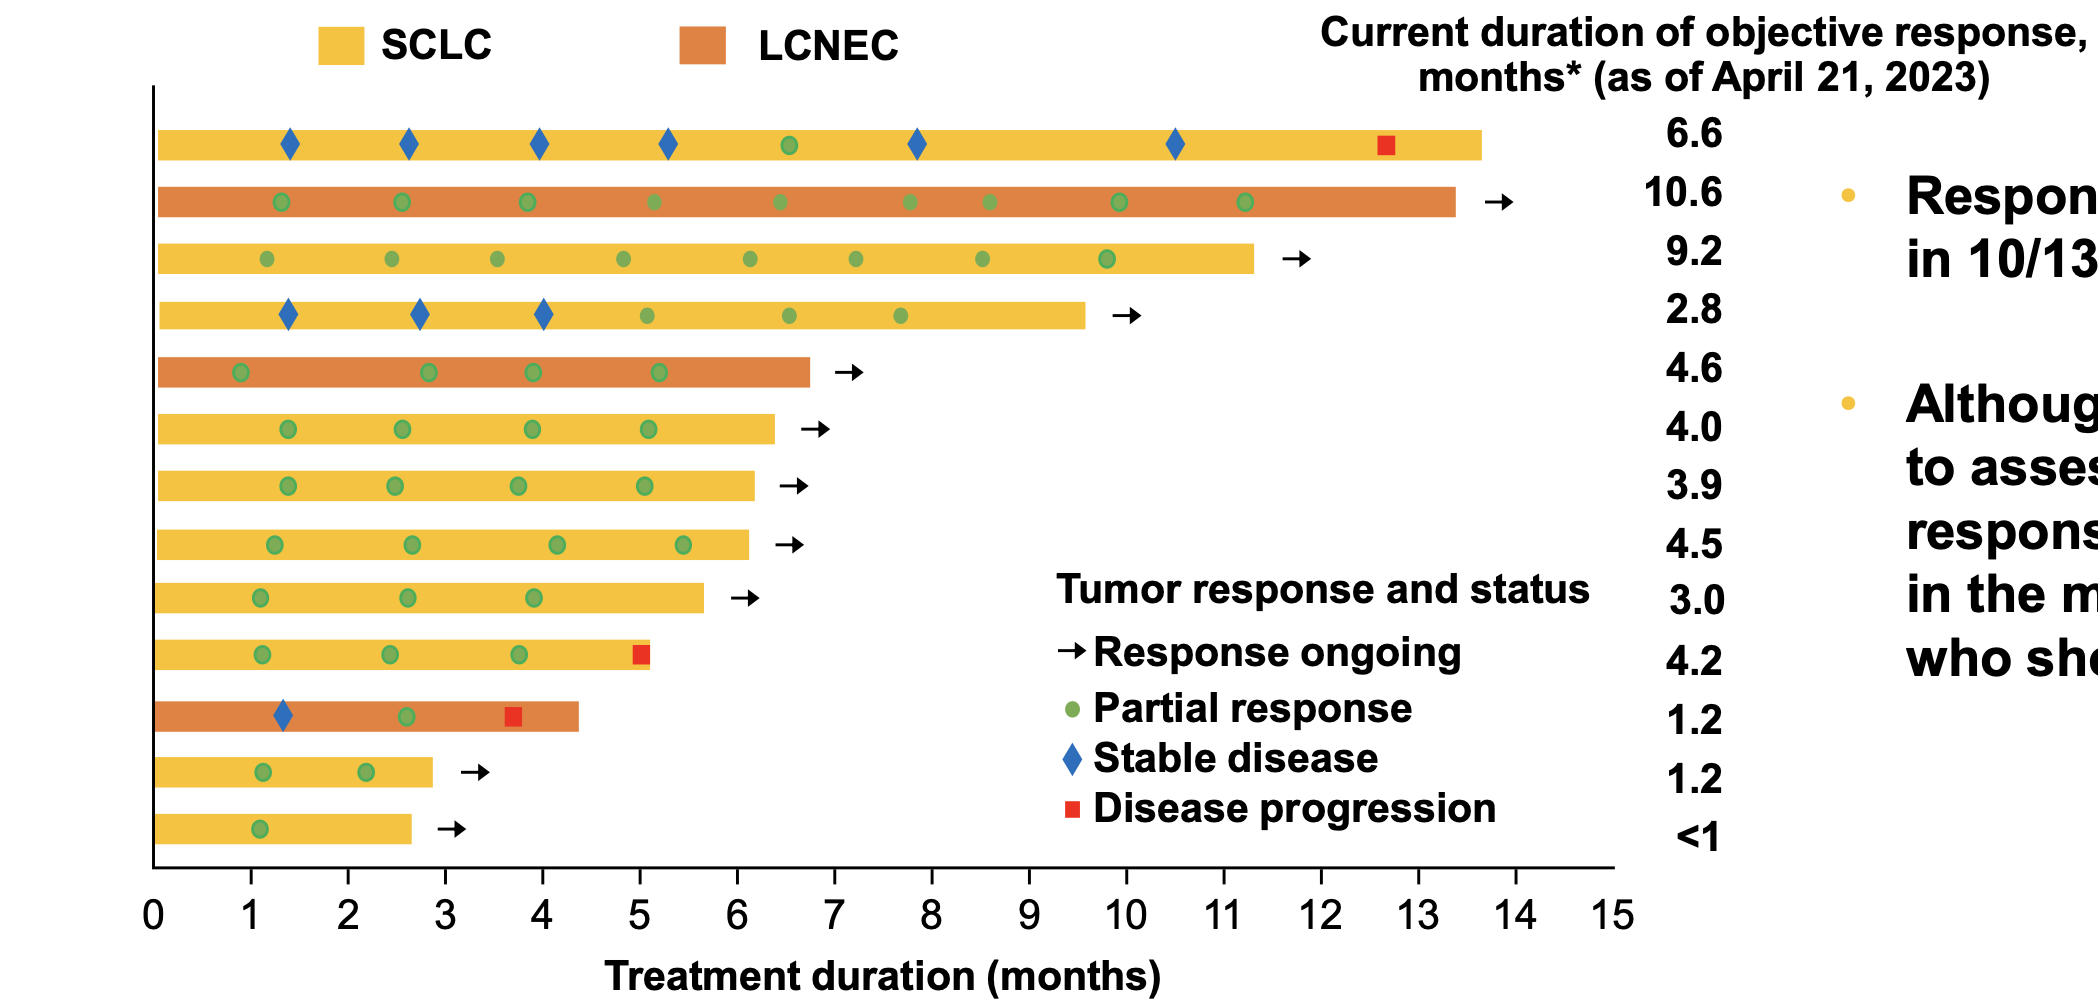 SCLC
LCNEC
Current duration of objective response,
months* (as of April 21, 2023)
6.6
10.6
9.2
2.8
4.6
4.0
3.9
4.5
3.0
4.2
1.2
1.2
<1
Tumor response and status
Response ongoing
Partial response
Stable disease
Disease progression
0 1 2 3 4 5 6 7 8 9 10 11 12 13 14 15
Treatment duration (months)
Respon
in 10/13
Althoug
to asses
respons
in the m
who sho